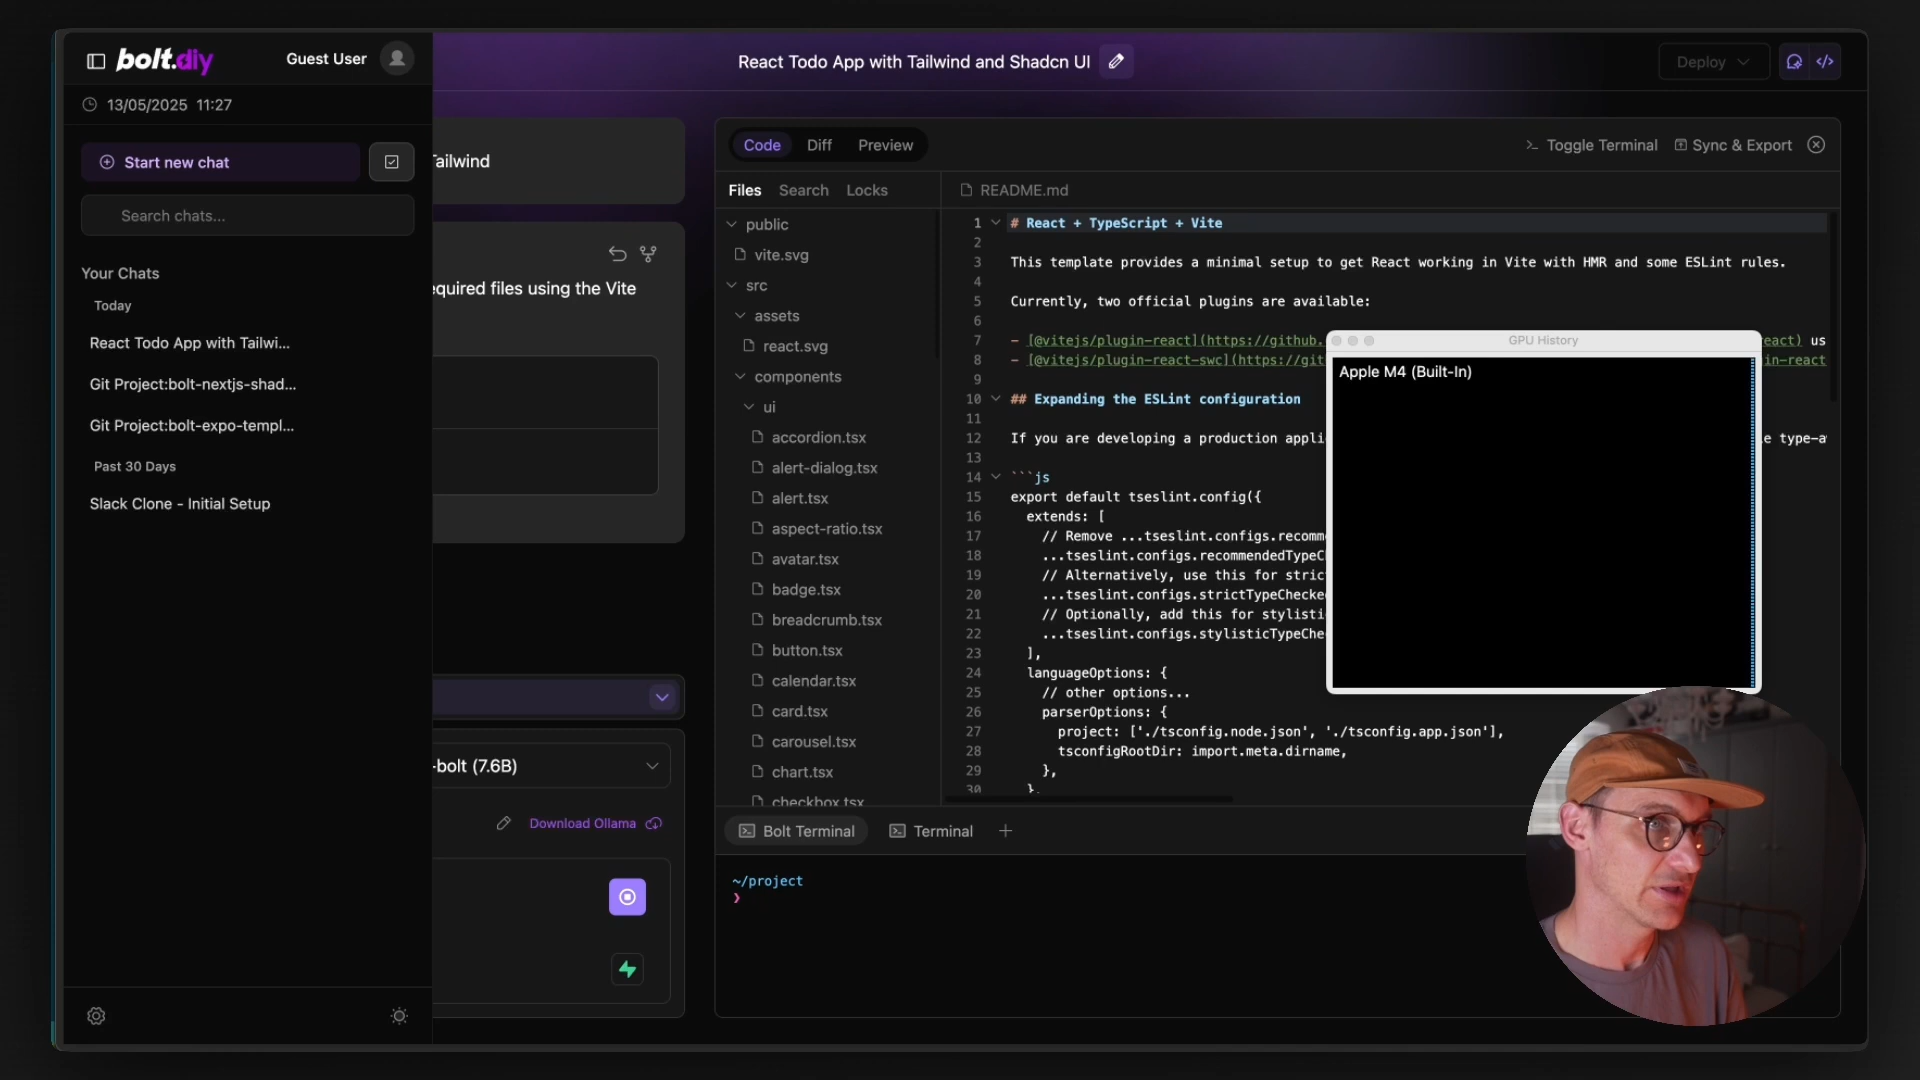 bolt.diy
Guest User
13/05/2025 11:27
Start new chat
Search chats...
Your Chats
Today
React Todo App with Tailwi...
Git Project:bolt-nextjs-shad...
Git Project:bolt-expo-templ...
Past 30 Days
Slack Clone - Initial Setup
React Todo App with Tailwind and Shadcn UI
Deploy
Tailwind
equired files using the Vite
-bolt (7.6B)
Download Ollama
Code Diff Preview
Toggle Terminal Sync & Export
Files Search Locks
public
vite.svg
src
assets
react.svg
components
ui
accordion.tsx
alert-dialog.tsx
alert.tsx
aspect-ratio.tsx
avatar.tsx
badge.tsx
breadcrumb.tsx
button.tsx
calendar.tsx
card.tsx
carousel.tsx
chart.tsx
checkbox.tsx
README.md
1 # React + TypeScript + Vite
2
3 This template provides a minimal setup to get React working in Vite with HMR and some ESLint rules.
4
5 Currently, two official plugins are available:
6
7 - [@vitejs/plugin-react](https://github. react) us
8 - [@vitejs/plugin-react-swc](https://git in-react
9
10 ## Expanding the ESLint configuration
11
12 If you are developing a production appli e type-a
13
14 ```js
15 export default tseslint.config({
16 extends: [
17 // Remove ...tseslint.configs.recomm
18 ...tseslint.configs.recommendedTypeC
19 // Alternatively, use this for stric
20 ...tseslint.configs.strictTypeChecke
21 // Optionally, add this for stylisti
22 ...tseslint.configs.stylisticTypeChe
23 ],
24 languageOptions: {
25 // other options...
26 parserOptions: {
27 project: ['./tsconfig.node.json', './tsconfig.app.json'],
28 tsconfigRootDir: import.meta.dirname,
29 },
30 },
GPU History
Apple M4 (Built-In)
Bolt Terminal Terminal
~/project
❯